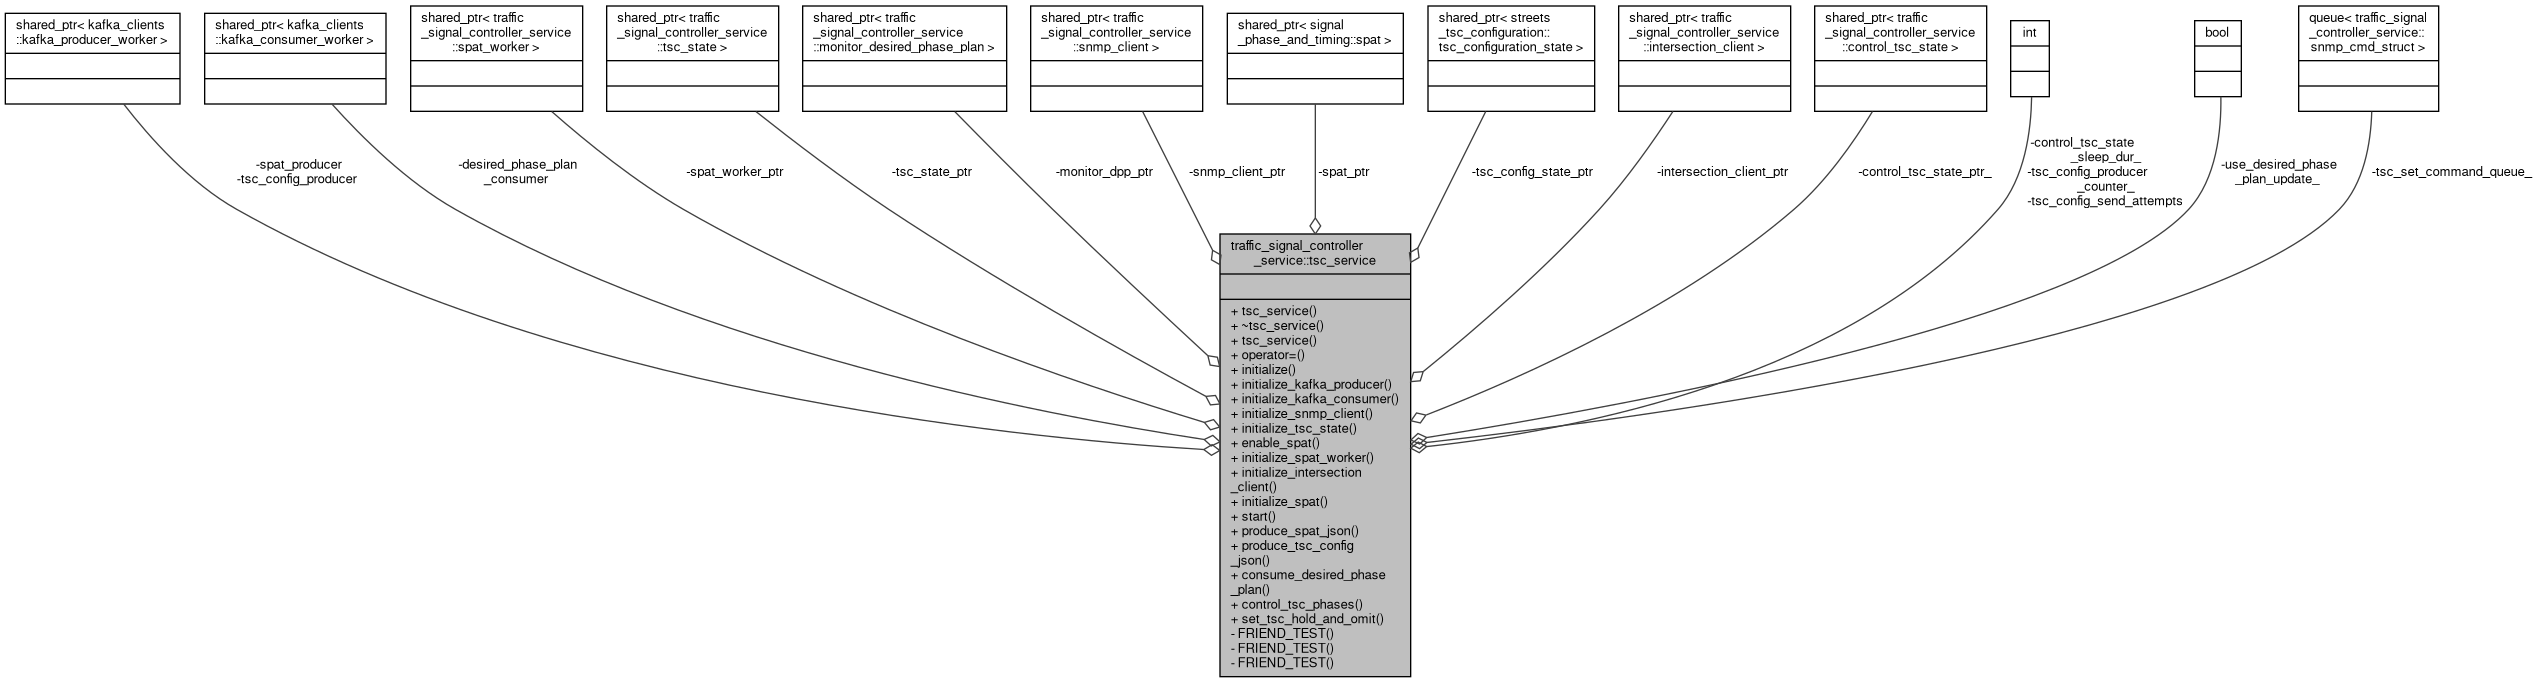 shared_ptr< kafka_clients
::kafka_producer_worker >
shared_ptr< kafka_clients
::kafka_consumer_worker >
shared_ptr< traffic
_signal_controller_service
::spat_worker >
shared_ptr< traffic
_signal_controller_service
::tsc_state >
shared_ptr< traffic
_signal_controller_service
::monitor_desired_phase_plan >
shared_ptr< traffic
_signal_controller_service
::snmp_client >
shared_ptr< signal
_phase_and_timing::spat >
shared_ptr< streets
_tsc_configuration::
tsc_configuration_state >
shared_ptr< traffic
_signal_controller_service
::intersection_client >
shared_ptr< traffic
_signal_controller_service
::control_tsc_state >
int
bool
queue< traffic_signal
_controller_service::
snmp_cmd_struct >
-spat_producer
-tsc_config_producer
-desired_phase_plan
_consumer
-spat_worker_ptr
-tsc_state_ptr
-monitor_dpp_ptr
-snmp_client_ptr
-spat_ptr
-tsc_config_state_ptr
-intersection_client_ptr
-control_tsc_state_ptr_
-control_tsc_state
_sleep_dur_
-tsc_config_producer
_counter_
-tsc_config_send_attempts
-use_desired_phase
_plan_update_
-tsc_set_command_queue_
traffic_signal_controller
_service::tsc_service
+ tsc_service()
+ ~tsc_service()
+ tsc_service()
+ operator=()
+ initialize()
+ initialize_kafka_producer()
+ initialize_kafka_consumer()
+ initialize_snmp_client()
+ initialize_tsc_state()
+ enable_spat()
+ initialize_spat_worker()
+ initialize_intersection
_client()
+ initialize_spat()
+ start()
+ produce_spat_json()
+ produce_tsc_config
_json()
+ consume_desired_phase
_plan()
+ control_tsc_phases()
+ set_tsc_hold_and_omit()
- FRIEND_TEST()
- FRIEND_TEST()
- FRIEND_TEST()